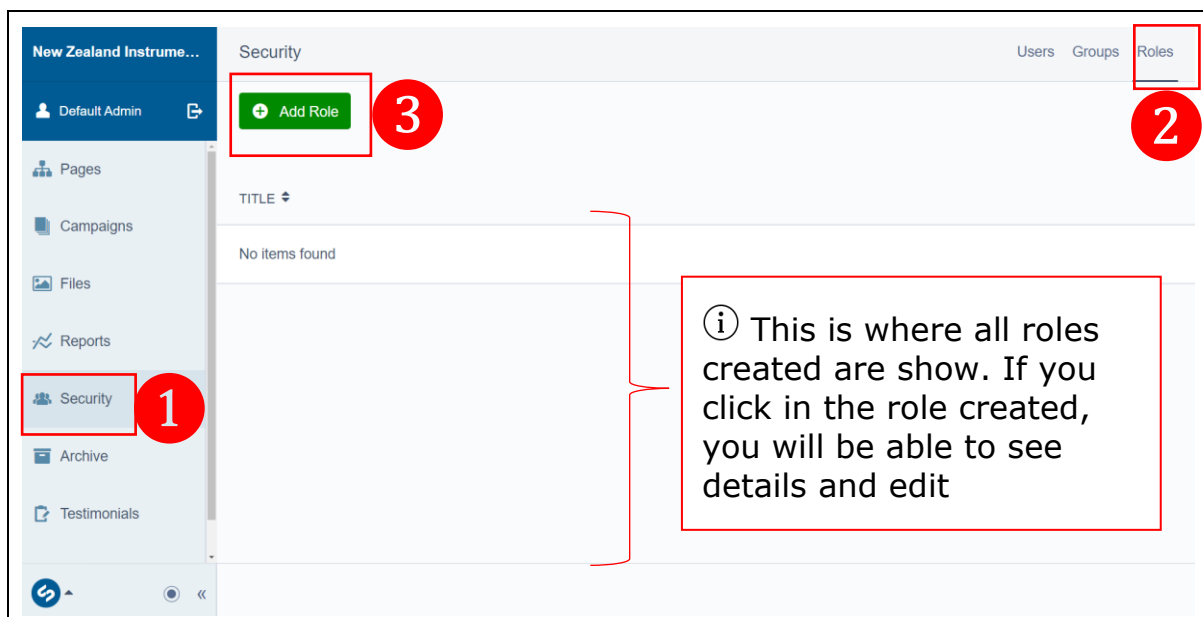 New Zealand Instrume...
Security
Users Groups Roles
Default Admin
Add Role
3
2
Pages
TITLE
Campaigns
No items found
Files
Reports
Security
1
Archive
Testimonials
i This is where all roles
created are show. If you
click in the role created,
you will be able to see
details and edit
«